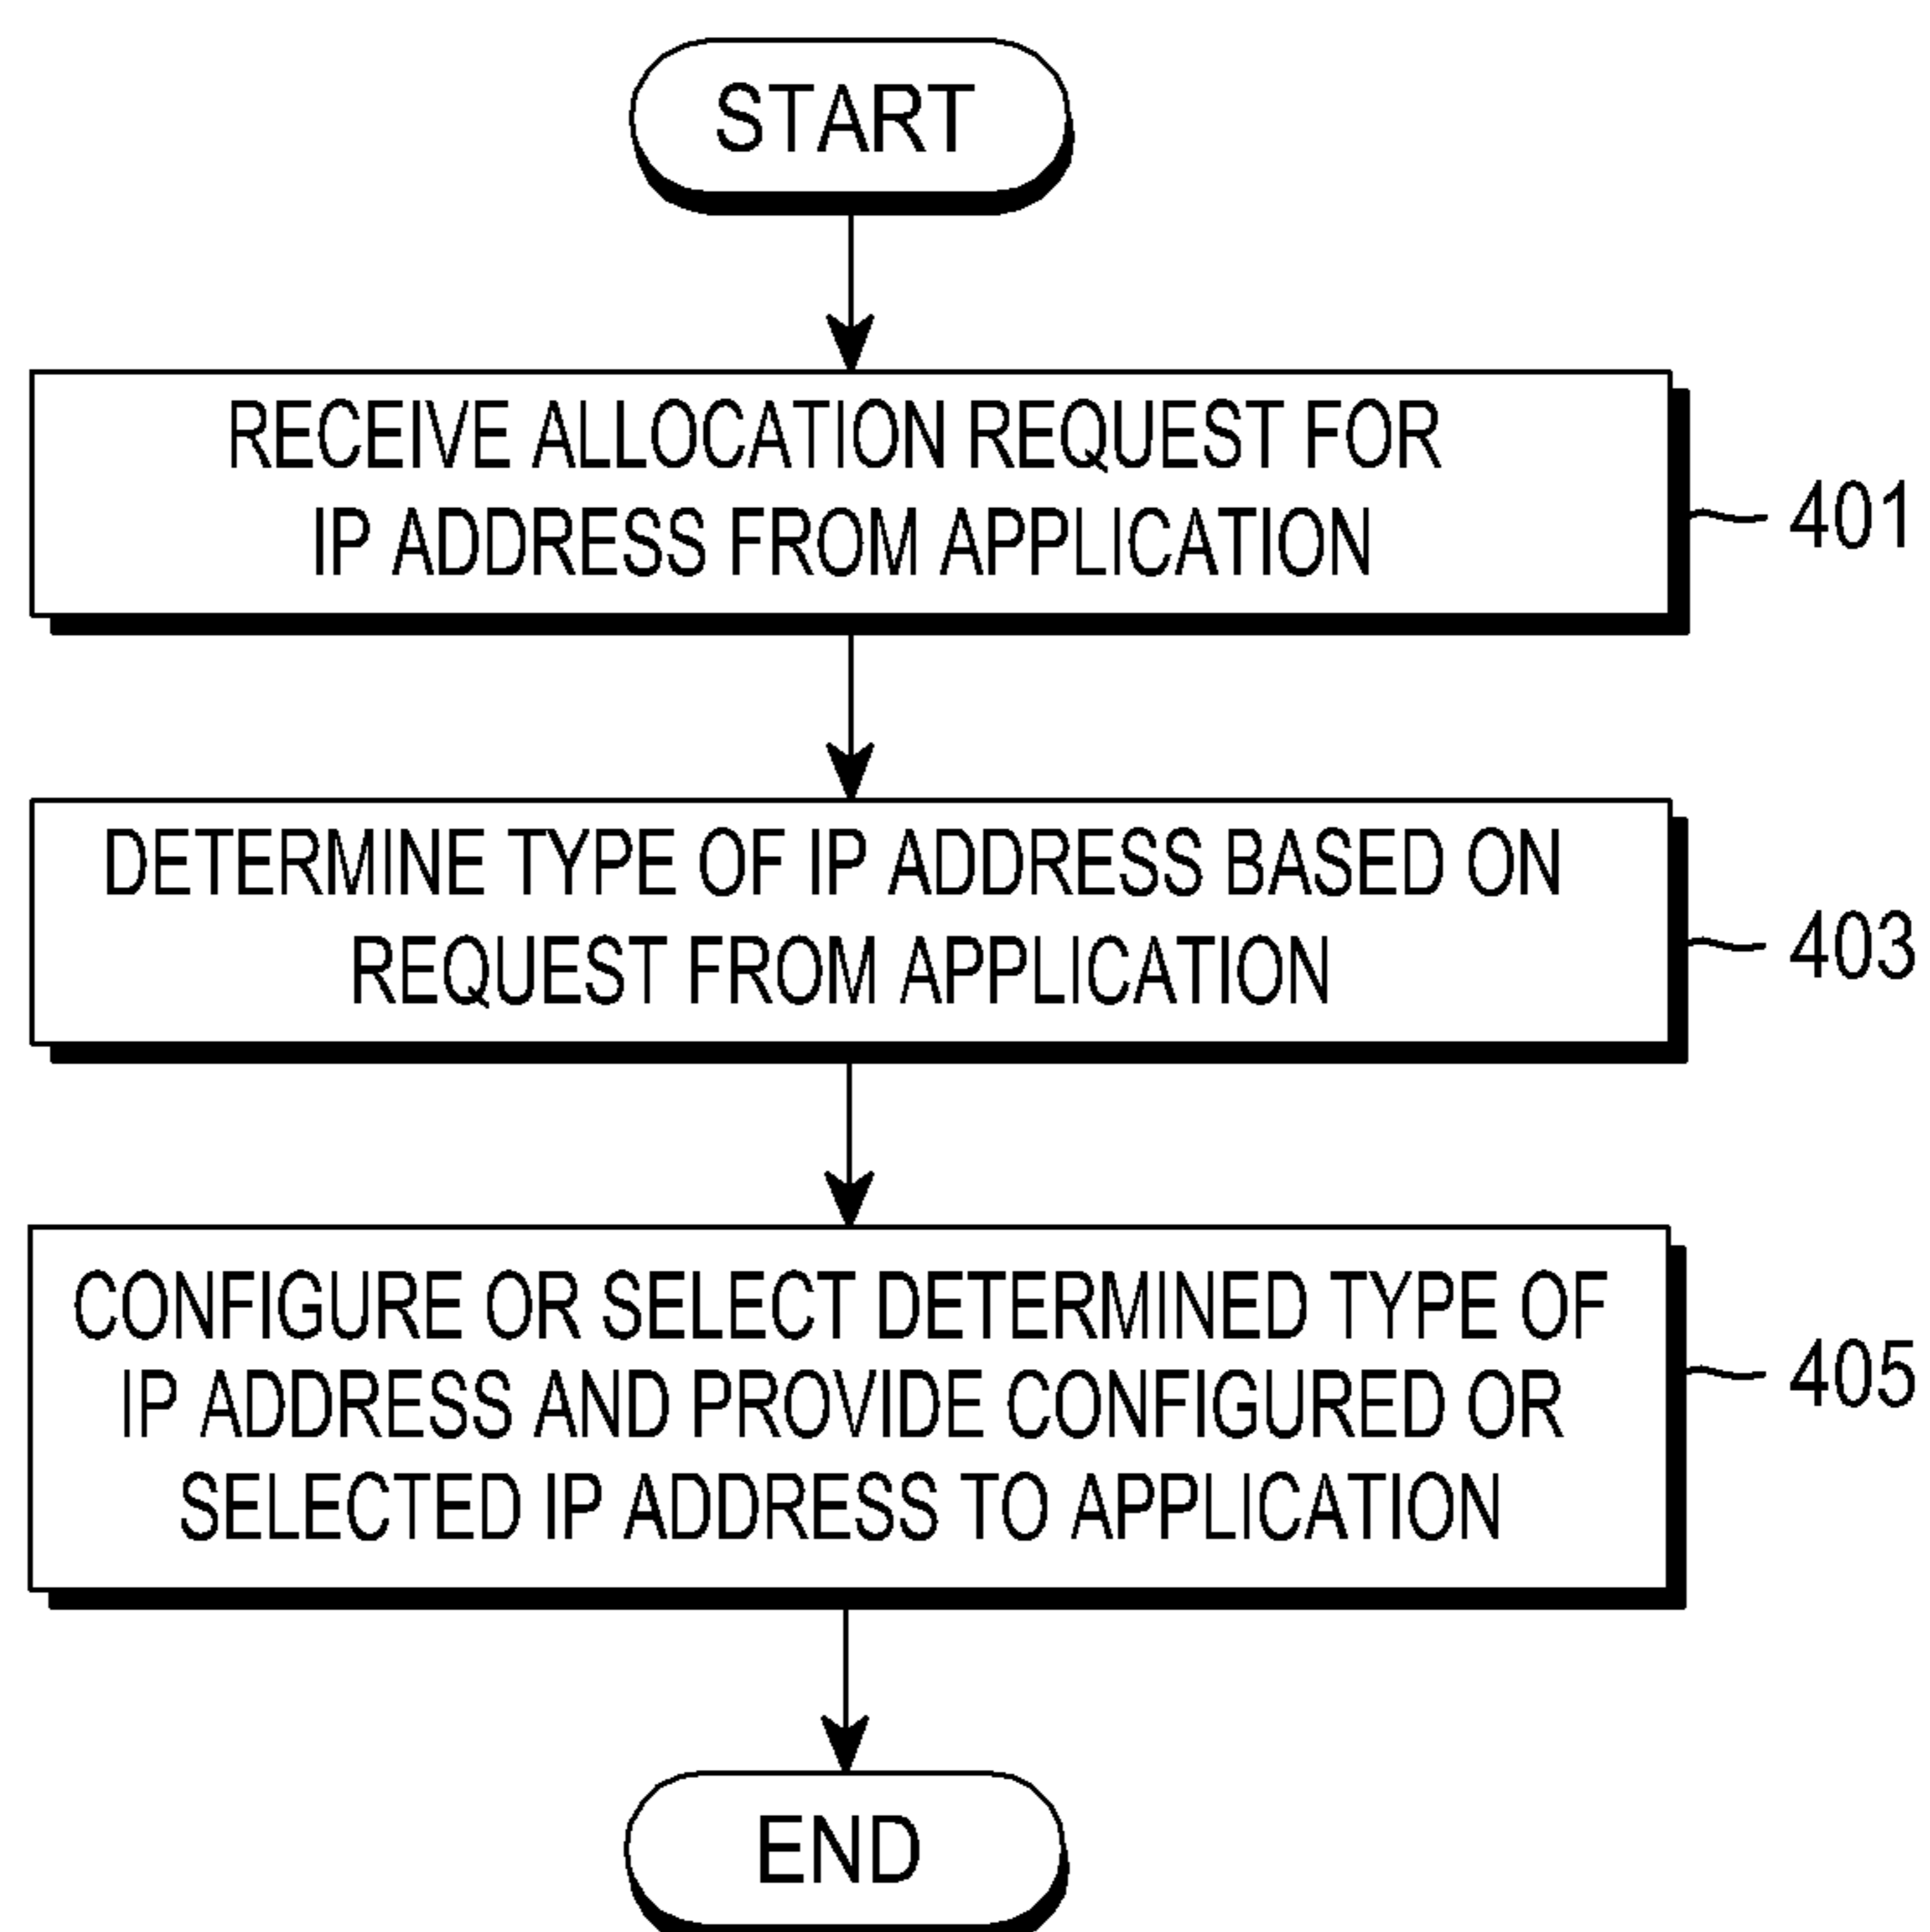 START
RECEIVE ALLOCATION REQUEST FOR
IP ADDRESS FROM APPLICATION
401
DETERMINE TYPE OF IP ADDRESS BASED ON
REQUEST FROM APPLICATION
403
CONFIGURE OR SELECT DETERMINED TYPE OF
IP ADDRESS AND PROVIDE CONFIGURED OR
SELECTED IP ADDRESS TO APPLICATION
405
END